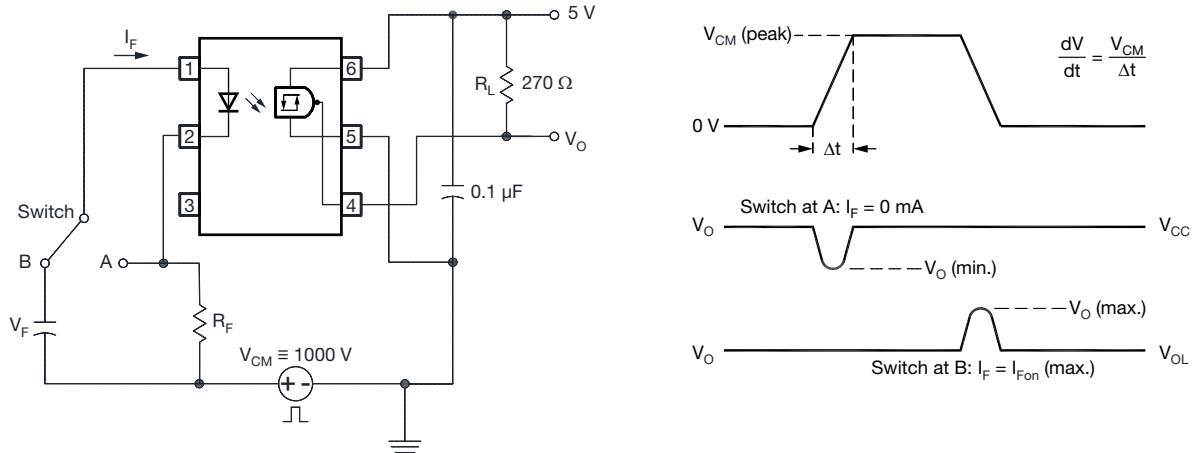 5 V
I_F
1
6
R_L 270 Ω
2
5
V_O
0.1 µF
3
4
Switch
B
A
V_F
R_F
V_CM ≡ 1000 V
+ -
V_CM (peak)
dV/dt = V_CM/Δt
0 V
Δt
Switch at A: I_F = 0 mA
V_O
V_CC
V_O (min.)
V_O (max.)
V_O
V_OL
Switch at B: I_F = I_Fon (max.)